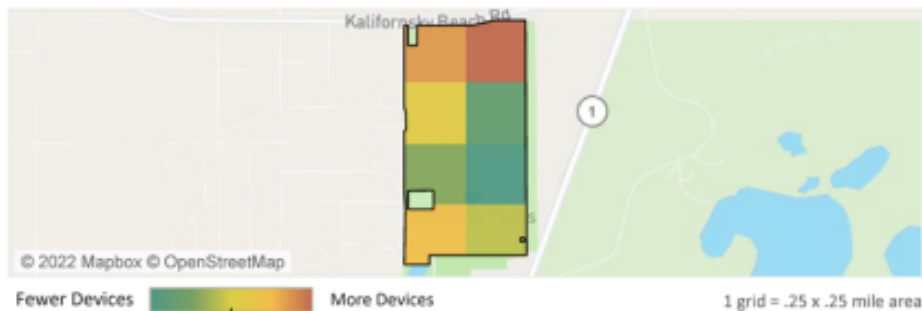 Kalifornsky Beach Rd
1
© 2022 Mapbox © OpenStreetMap
Fewer Devices
More Devices
1 grid = .25 x .25 mile area